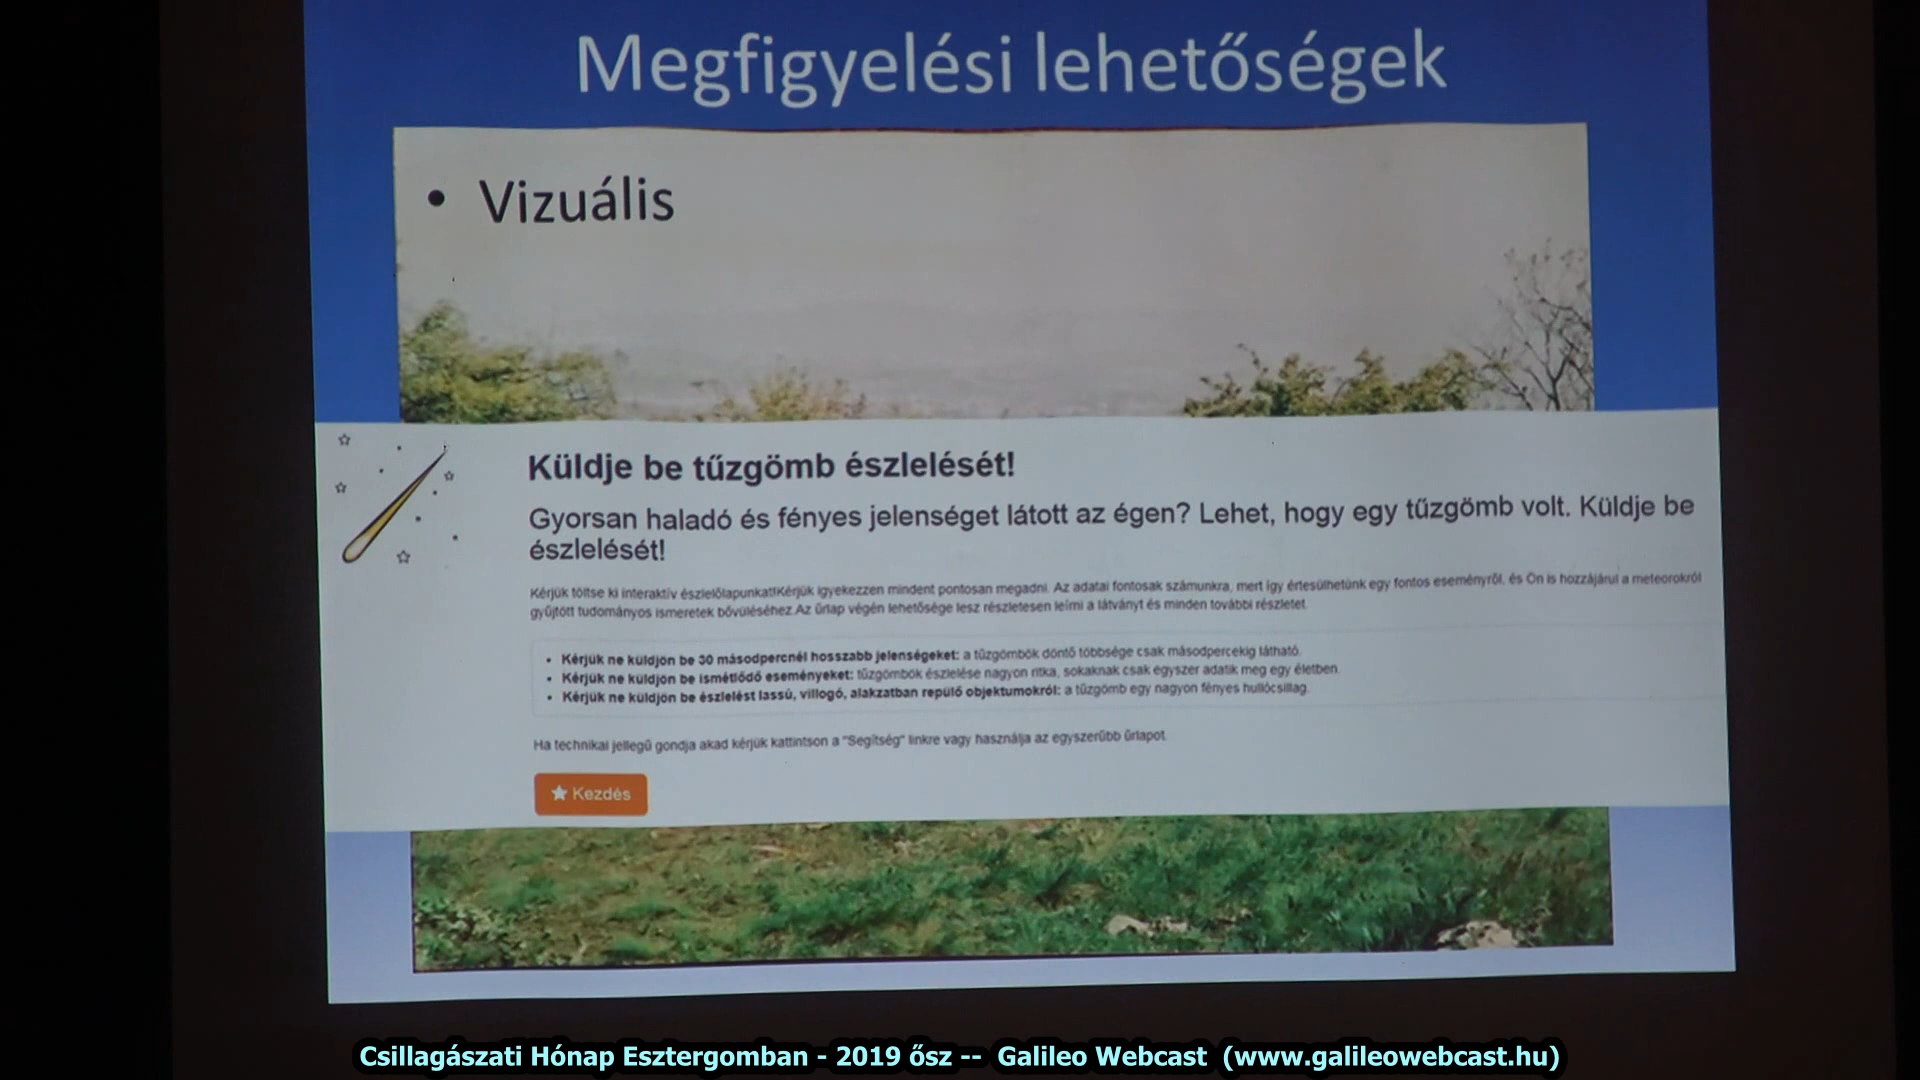 Megfigyelési lehetőségek
• Vizuális
Küldje be tűzgömb észlelését!
Gyorsan haladó és fényes jelenséget látott az égen? Lehet, hogy egy tűzgömb volt. Küldje be
észlelését!
Kérjük töltse ki interaktív észlelőlapunkat!Kérjük igyekezzen mindent pontosan megadni. Az adatai fontosak számunkra, mert így értesülhetünk egy fontos eseményről, és Ön is hozzájárul a meteorokról
gyűjtött tudományos ismeretek bővüléséhez.Az űrlap végén lehetősége lesz részletesen leírni a látványt és minden további részletet.
• Kérjük ne küldjön be 30 másodpercnél hosszabb jelenségeket: a tűzgömbök döntő többsége csak másodpercekig látható.
• Kérjük ne küldjön be ismétlődő eseményeket: tűzgömbök észlelése nagyon ritka, sokaknak csak egyszer adatik meg egy életben.
• Kérjük ne küldjön be észlelést lassú, villogó, alakzatban repülő objektumokról: a tűzgömb egy nagyon fényes hullócsillag.
Ha technikai jellegű gondja akad kérjük kattintson a "Segítség" linkre vagy használja az egyszerűbb űrlapot.
Kezdés
Csillagászati Hónap Esztergomban - 2019 ősz -- Galileo Webcast (www.galileowebcast.hu)